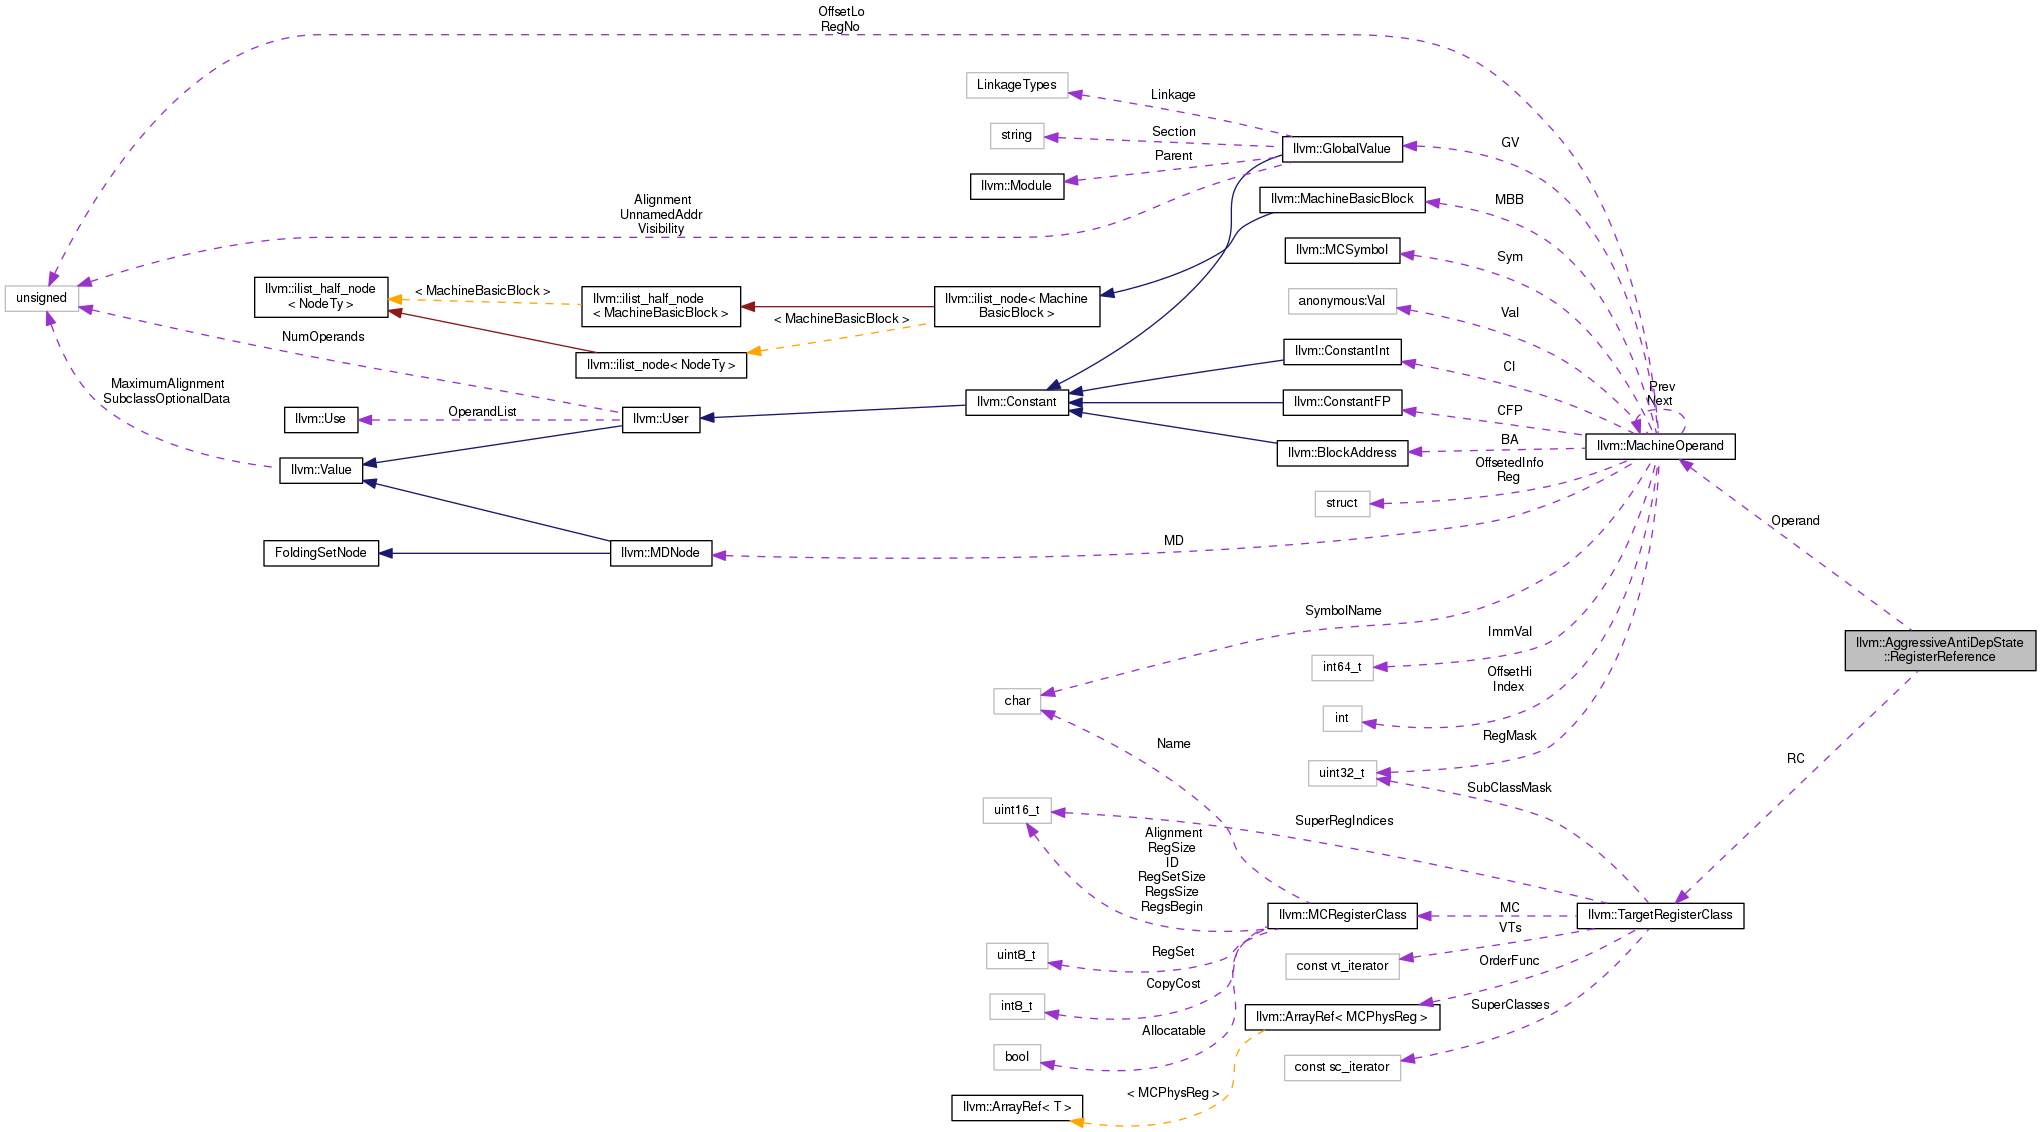 OffsetLo
RegNo
LinkageTypes
Linkage
string
Section
llvm::GlobalValue
GV
Parent
llvm::Module
Alignment
UnnamedAddr
Visibility
llvm::MachineBasicBlock
MBB
llvm::MCSymbol
Sym
unsigned
llvm::ilist_half_node
< NodeTy >
< MachineBasicBlock >
llvm::ilist_half_node
< MachineBasicBlock >
< MachineBasicBlock >
llvm::ilist_node< Machine
BasicBlock >
anonymous:Val
Val
NumOperands
llvm::ilist_node< NodeTy >
llvm::ConstantInt
CI
MaximumAlignment
SubclassOptionalData
Prev
Next
llvm::Use
OperandList
llvm::User
llvm::Constant
llvm::ConstantFP
CFP
llvm::MachineOperand
llvm::BlockAddress
BA
llvm::Value
OffsetedInfo
Reg
struct
Operand
FoldingSetNode
llvm::MDNode
MD
SymbolName
ImmVal
llvm::AggressiveAntiDepState
::RegisterReference
int64_t
OffsetHi
Index
char
int
Name
RegMask
uint32_t
RC
SubClassMask
uint16_t
SuperRegIndices
Alignment
RegSize
ID
RegSetSize
RegsSize
RegsBegin
llvm::MCRegisterClass
MC
llvm::TargetRegisterClass
VTs
uint8_t
RegSet
const vt_iterator
OrderFunc
CopyCost
int8_t
SuperClasses
llvm::ArrayRef< MCPhysReg >
Allocatable
bool
const sc_iterator
< MCPhysReg >
llvm::ArrayRef< T >